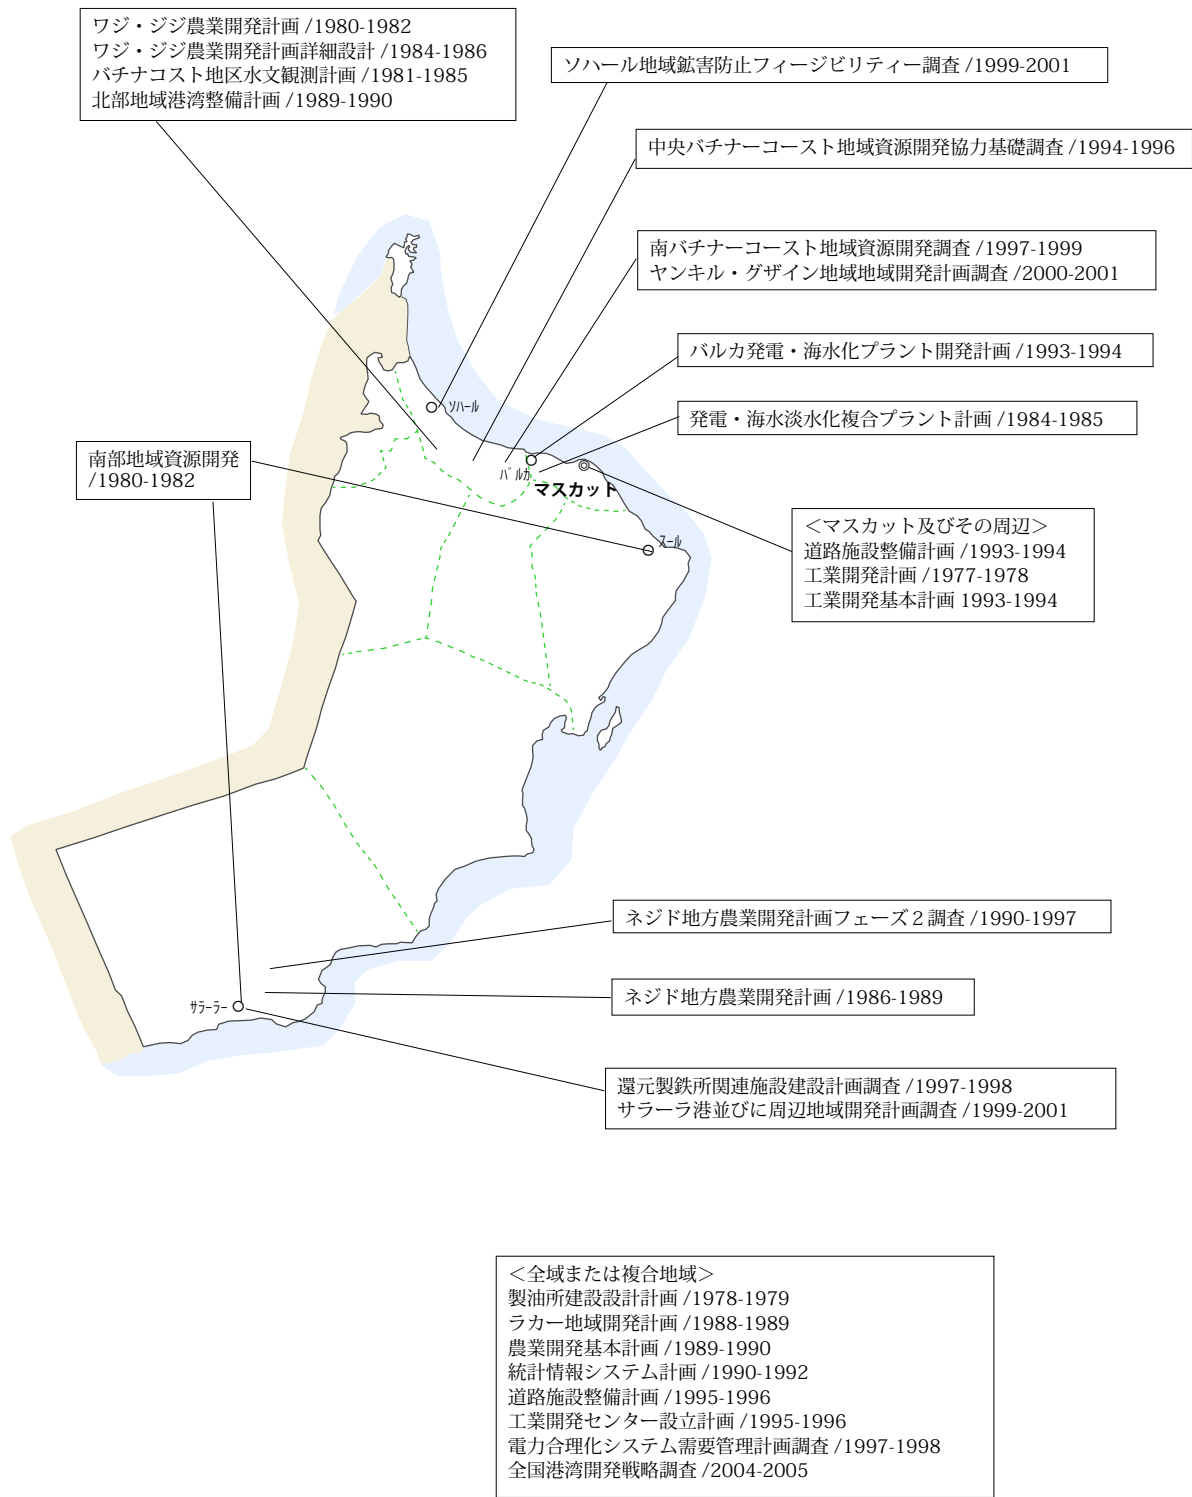 ワジ・ジジ農業開発計画 /1980-1982
ワジ・ジジ農業開発計画詳細設計 /1984-1986
バチナコスト地区水文観測計画 /1981-1985
北部地域港湾整備計画 /1989-1990
ソハール地域鉱害防止フィージビリティー調査 /1999-2001
中央バチナーコースト地域資源開発協力基礎調査 /1994-1996
南バチナーコースト地域資源開発調査 /1997-1999
ヤンキル・グザイン地域地域開発計画調査 /2000-2001
バルカ発電・海水化プラント開発計画 /1993-1994
ソハール
発電・海水淡水化複合プラント計画 /1984-1985
南部地域資源開発
/1980-1982
バルカ
マスカット
スール
＜マスカット及びその周辺＞
道路施設整備計画 /1993-1994
工業開発計画 /1977-1978
工業開発基本計画 1993-1994
ネジド地方農業開発計画フェーズ２調査 /1990-1997
ネジド地方農業開発計画 /1986-1989
サラーラー
還元製鉄所関連施設建設計画調査 /1997-1998
サラーラ港並びに周辺地域開発計画調査 /1999-2001
＜全域または複合地域＞
製油所建設設計計画 /1978-1979
ラカー地域開発計画 /1988-1989
農業開発基本計画 /1989-1990
統計情報システム計画 /1990-1992
道路施設整備計画 /1995-1996
工業開発センター設立計画 /1995-1996
電力合理化システム需要管理計画調査 /1997-1998
全国港湾開発戦略調査 /2004-2005